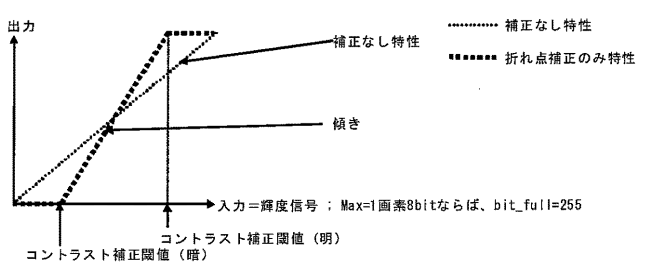 出力
補正なし特性
折れ点補正のみ特性
補正なし特性
傾き
入力＝輝度信号 ; Max=1画素8bitならば、bit_full=255
コントラスト補正閾値（明）
コントラスト補正閾値（暗）